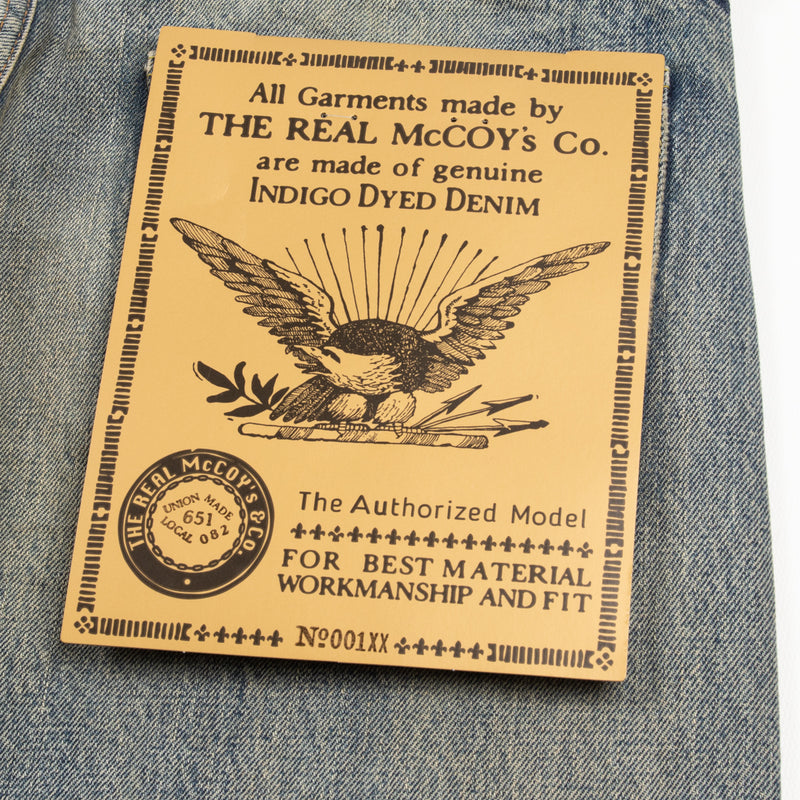 All Garments made by
THE REAL McCOY's Co.
are made of genuine
INDIGO DYED DENIM
THE REAL McCOY'S & CO.
UNION MADE
651
LOCAL 082
The Authorized Model
FOR BEST MATERIAL
WORKMANSHIP AND FIT
Nº001XX